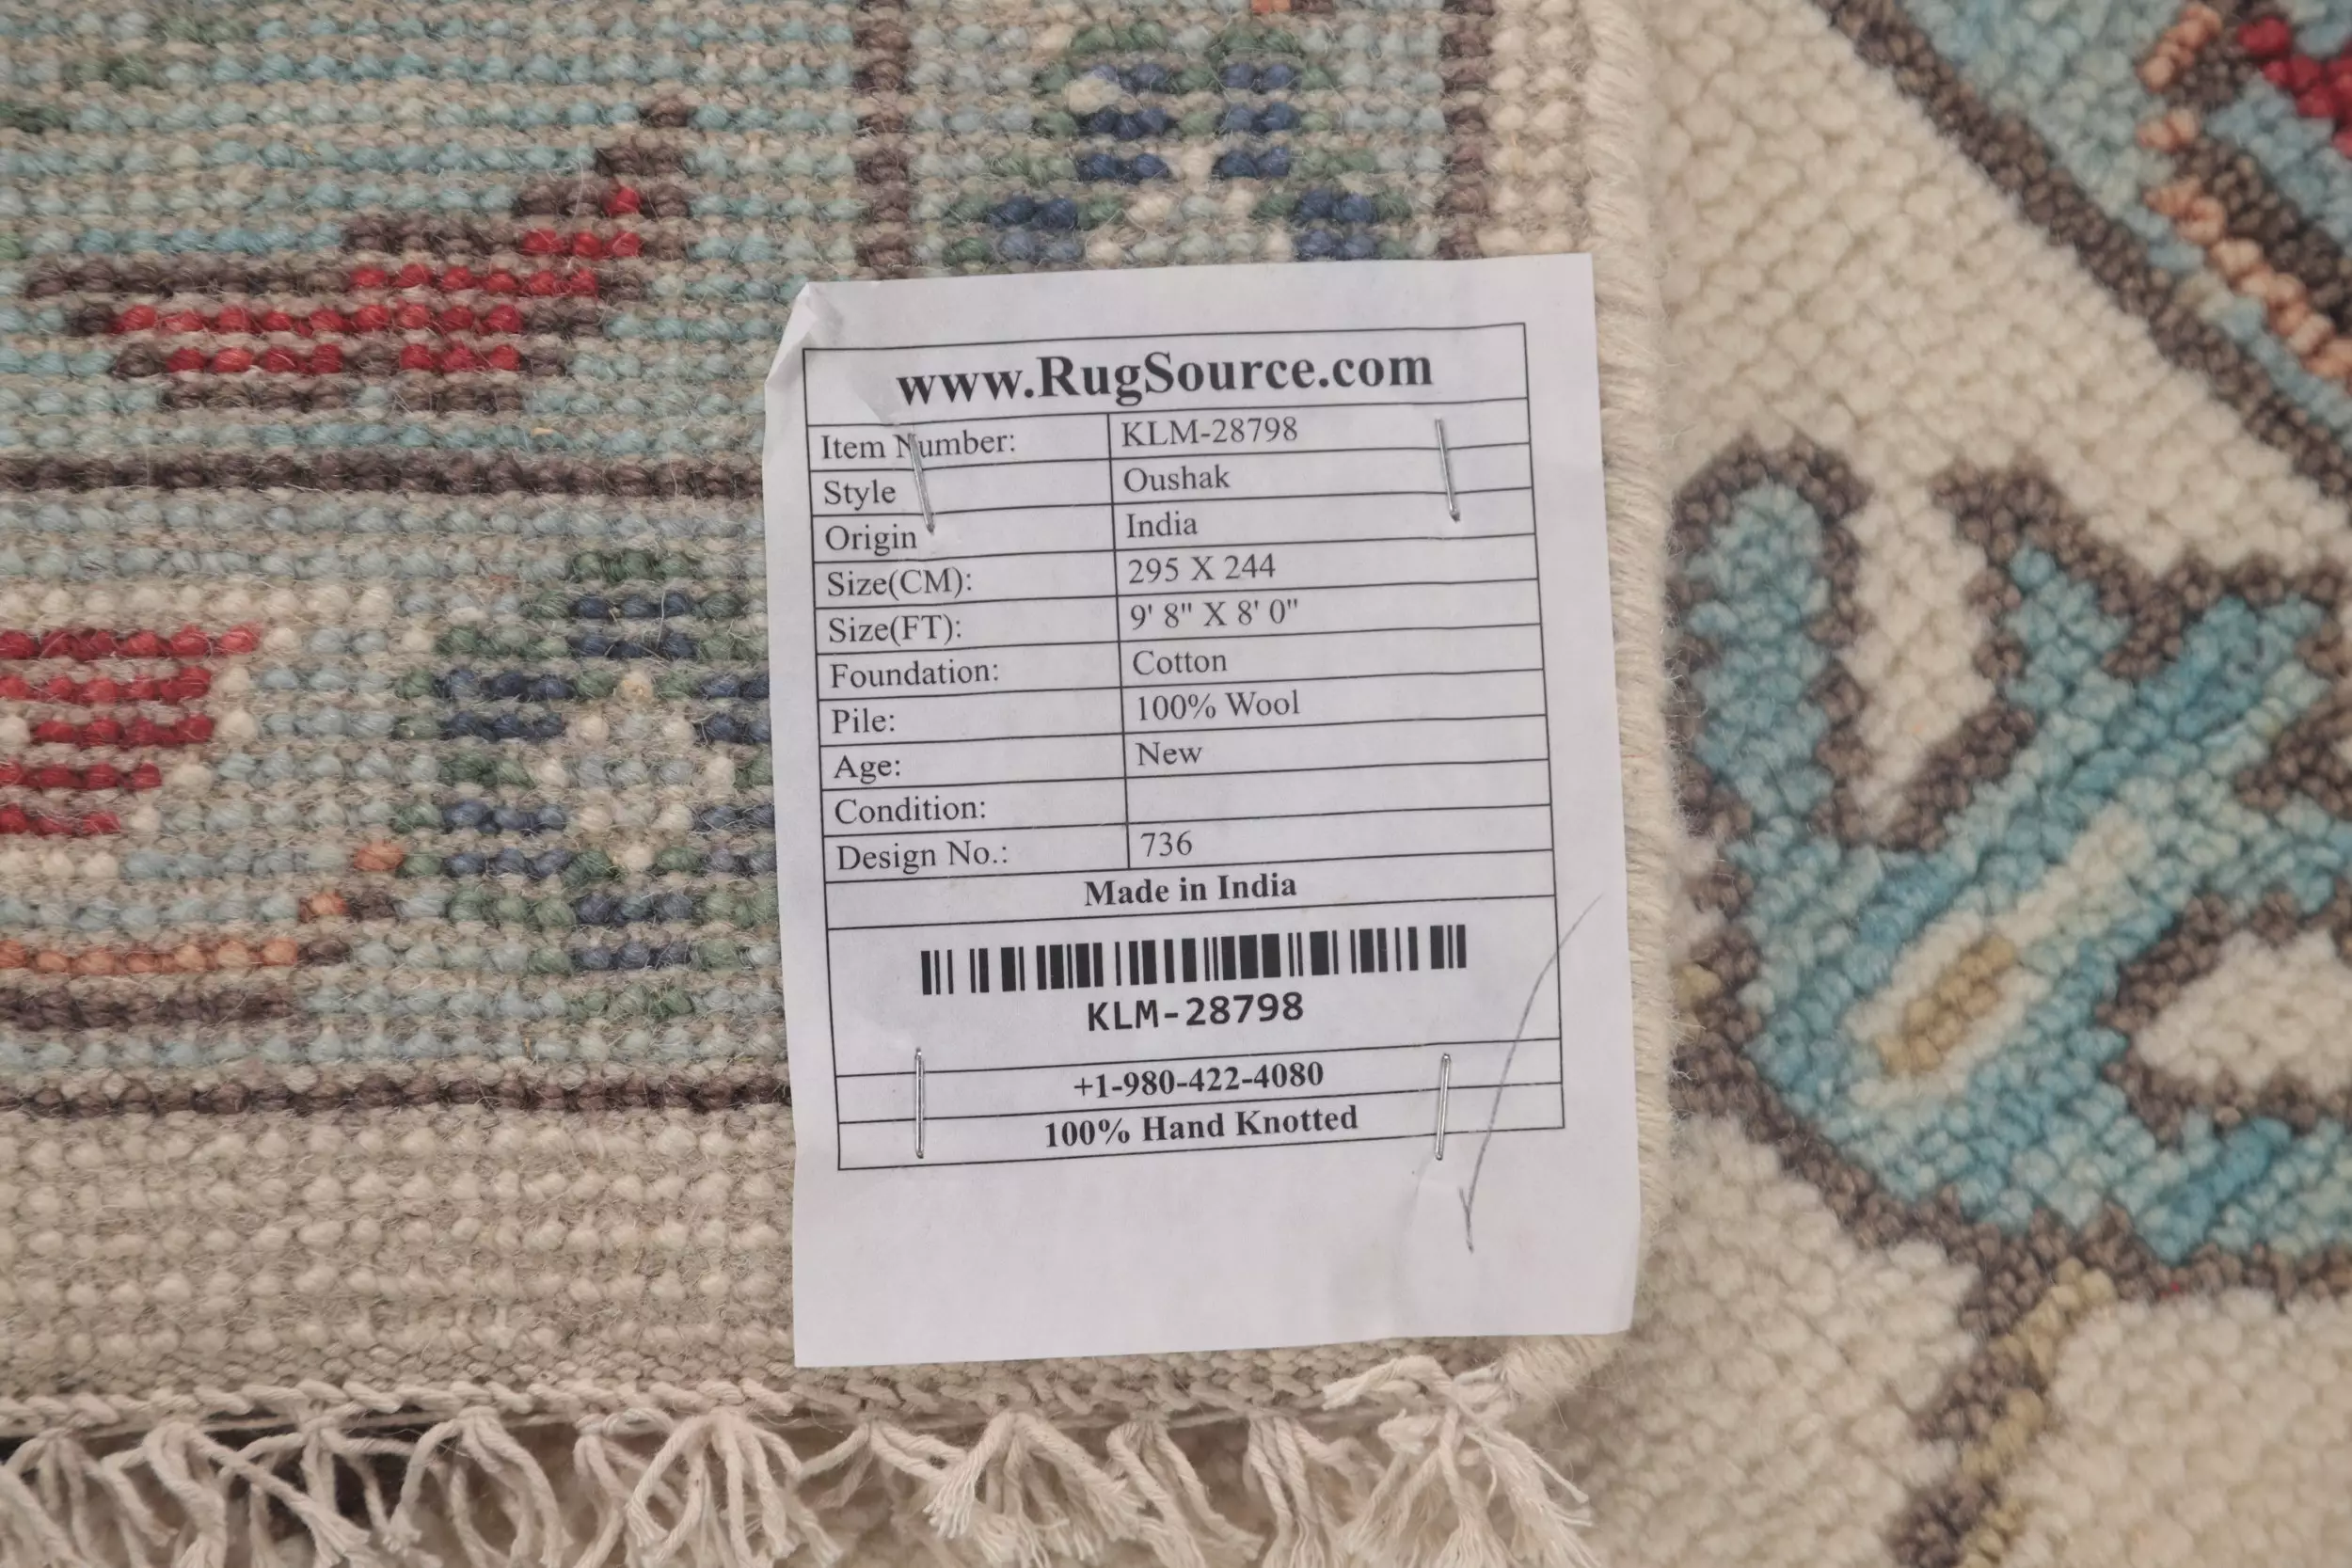 www.RugSource.com
Item Number: KLM-28798
Style Oushak
Origin India
Size(CM): 295 X 244
Size(FT): 9' 8" X 8' 0"
Foundation: Cotton
Pile: 100% Wool
Age: New
Condition:
Design No.: 736
Made in India
KLM-28798
+1-980-422-4080
100% Hand Knotted